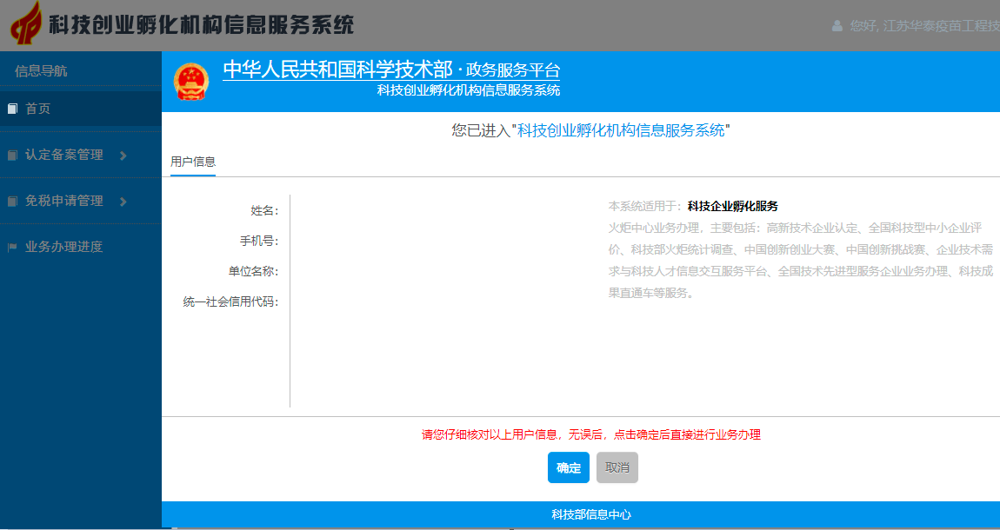 科技创业孵化机构信息服务系统
您好, 江苏华泰疫苗工程技
信息导航
首页
认定备案管理
免税申请管理
业务办理进度
中华人民共和国科学技术部 · 政务服务平台
科技创业孵化机构信息服务系统
您已进入"科技创业孵化机构信息服务系统"
用户信息
姓名：
手机号：
单位名称：
统一社会信用代码：
本系统适用于：科技企业孵化服务
火炬中心业务办理，主要包括：高新技术企业认定、全国科技型中小企业评
价、科技部火炬统计调查、中国创新创业大赛、中国创新挑战赛、企业技术需
求与科技人才信息交互服务平台、全国技术先进型服务企业业务办理、科技成
果直通车等服务。
请您仔细核对以上用户信息，无误后，点击确定后直接进行业务办理
确定
取消
科技部信息中心